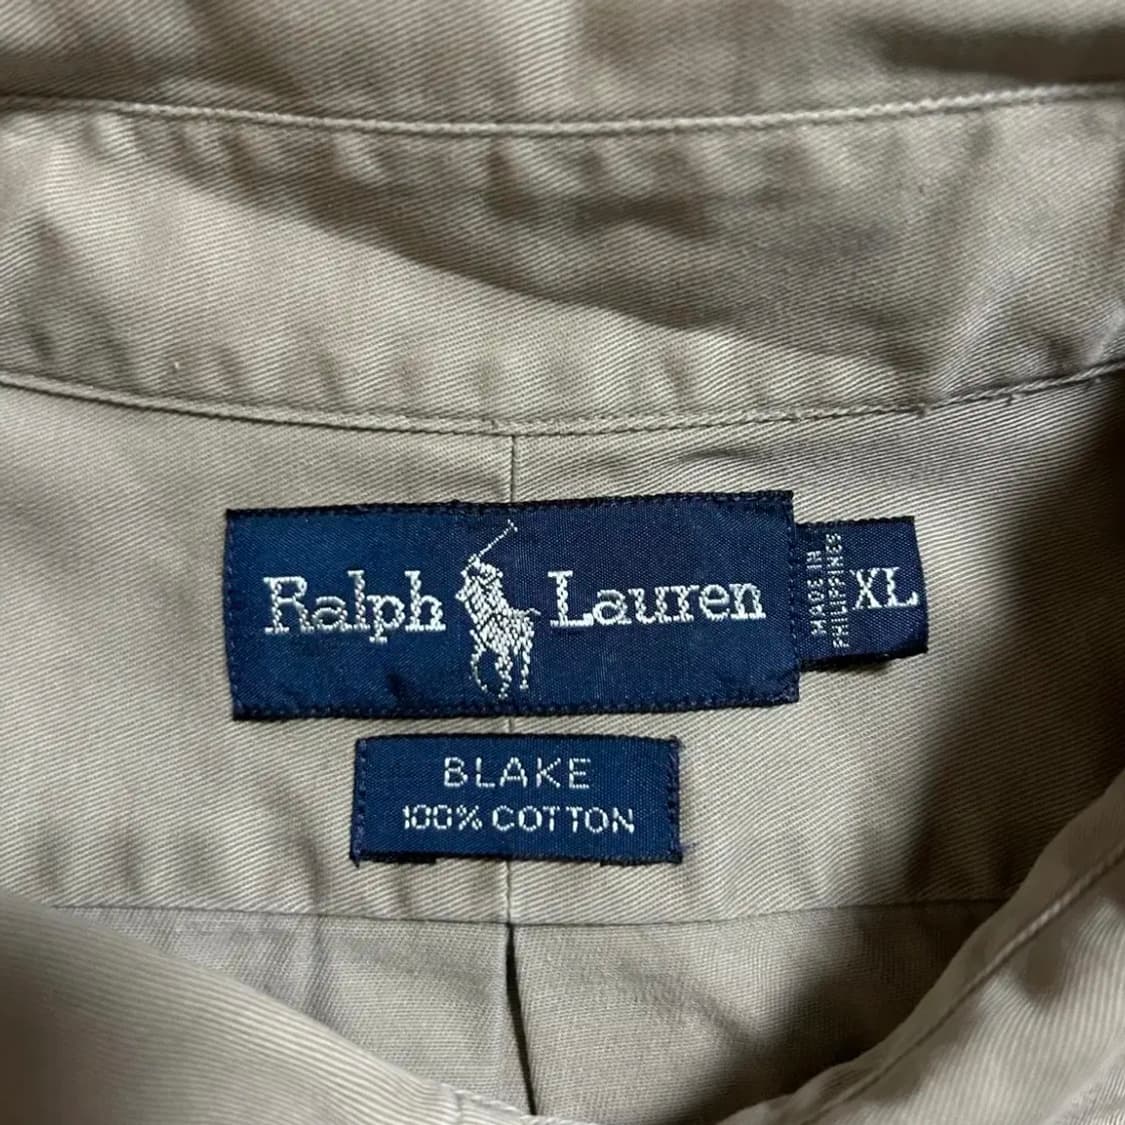 Ralph Lauren
MADE IN
PHILIPPINES
XL
BLAKE
100% COTTON